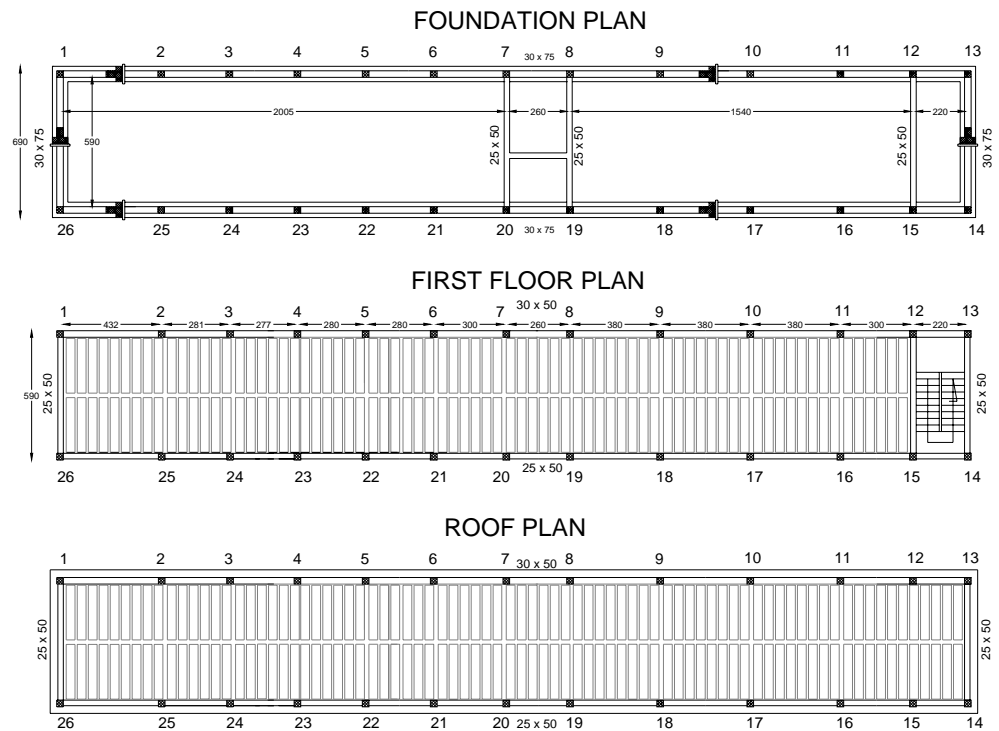 FOUNDATION PLAN
1 2 3 4 5 6 7 30 x 75 8 9 10 11 12 13
2005 260 1540 220
690 30 x 75 590 25 x 50 25 x 50 25 x 50 30 x 75
26 25 24 23 22 21 20 30 x 75 19 18 17 16 15 14
FIRST FLOOR PLAN
1 2 3 4 5 6 7 30 x 50 8 9 10 11 12 13
432 281 277 280 280 300 260 380 380 380 300 220
590 25 x 50 25 x 50
26 25 24 23 22 21 20 25 x 50 19 18 17 16 15 14
ROOF PLAN
1 2 3 4 5 6 7 30 x 50 8 9 10 11 12 13
25 x 50 25 x 50
26 25 24 23 22 21 20 25 x 50 19 18 17 16 15 14